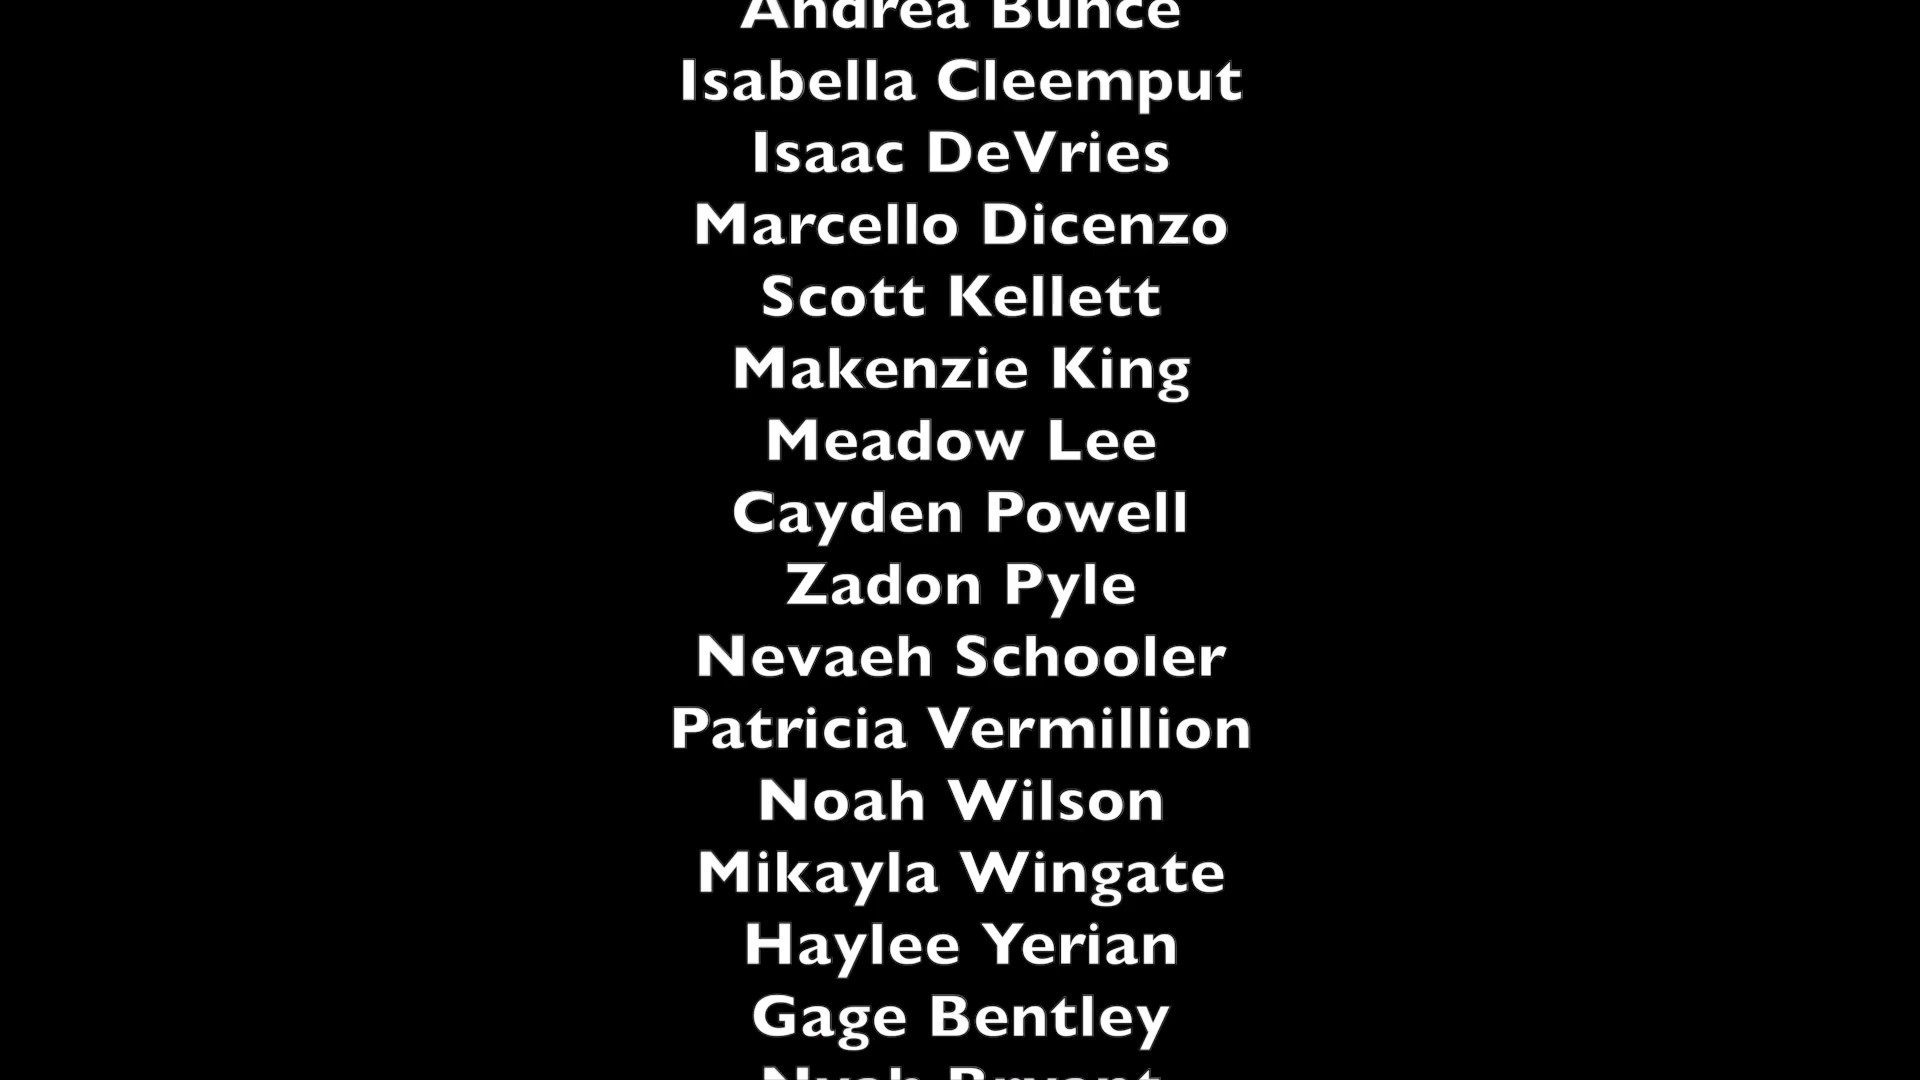 Andrea Bunce
Isabella Cleemput
Isaac DeVries
Marcello Dicenzo
Scott Kellett
Makenzie King
Meadow Lee
Cayden Powell
Zadon Pyle
Nevaeh Schooler
Patricia Vermillion
Noah Wilson
Mikayla Wingate
Haylee Yerian
Gage Bentley
Bryant